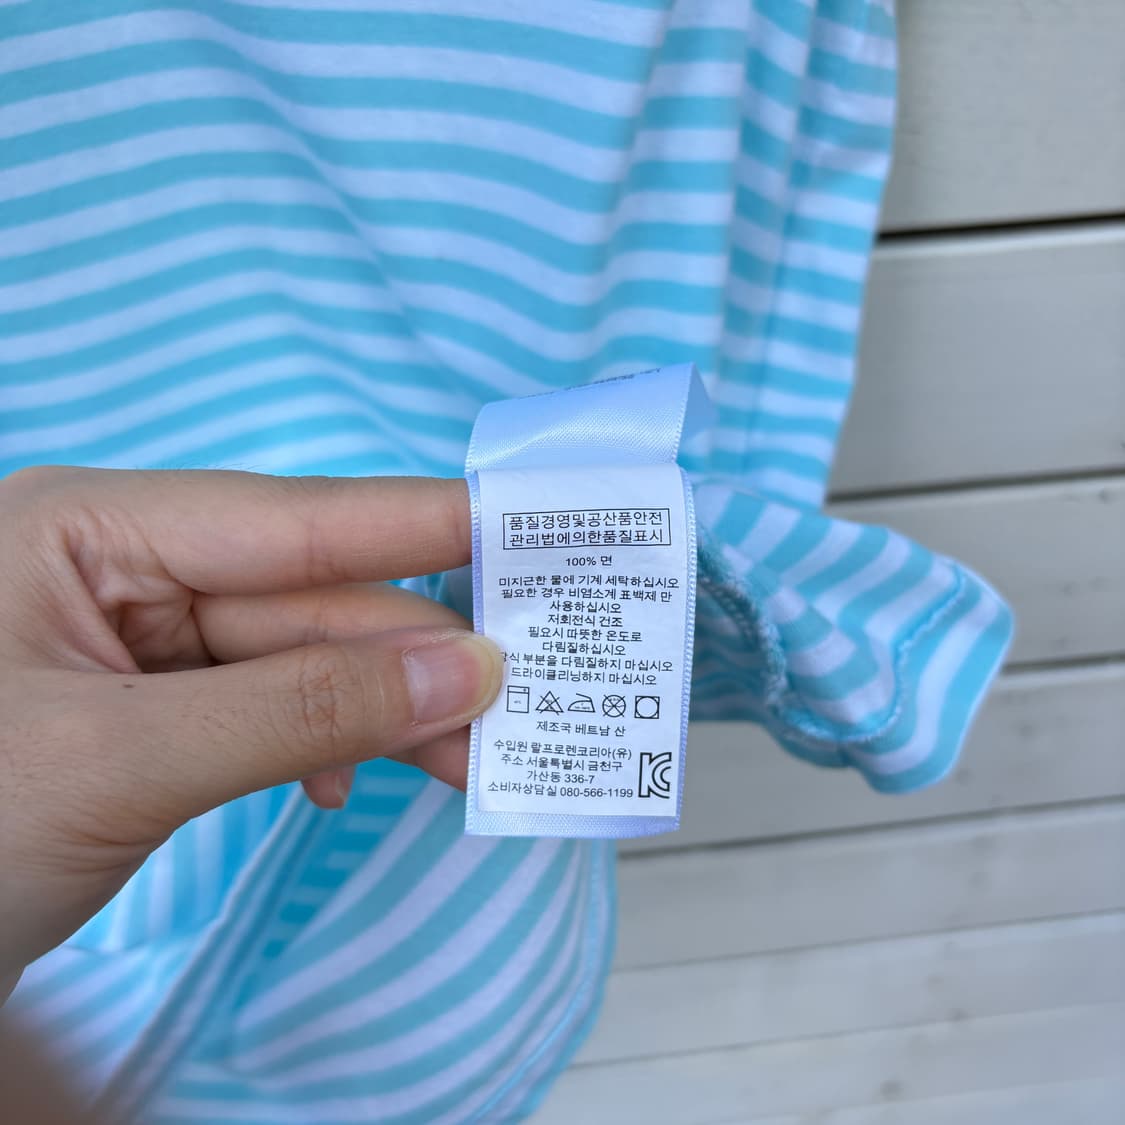 품질경영및공산품안전
관리법에의한품질표시
100% 면
미지근한 물에 기계 세탁하십시오
필요한 경우 비염소계 표백제 만
사용하십시오
저회전식 건조
필요시 따뜻한 온도로
다림질하십시오
부분을 다림질하지 마십시오
드라이클리닝하지 마십시오
제조국 베트남 산
수입원 랄프로렌코리아(유)
주소 서울특별시 금천구
가산동 336-7
소비자상담실 080-566-1199